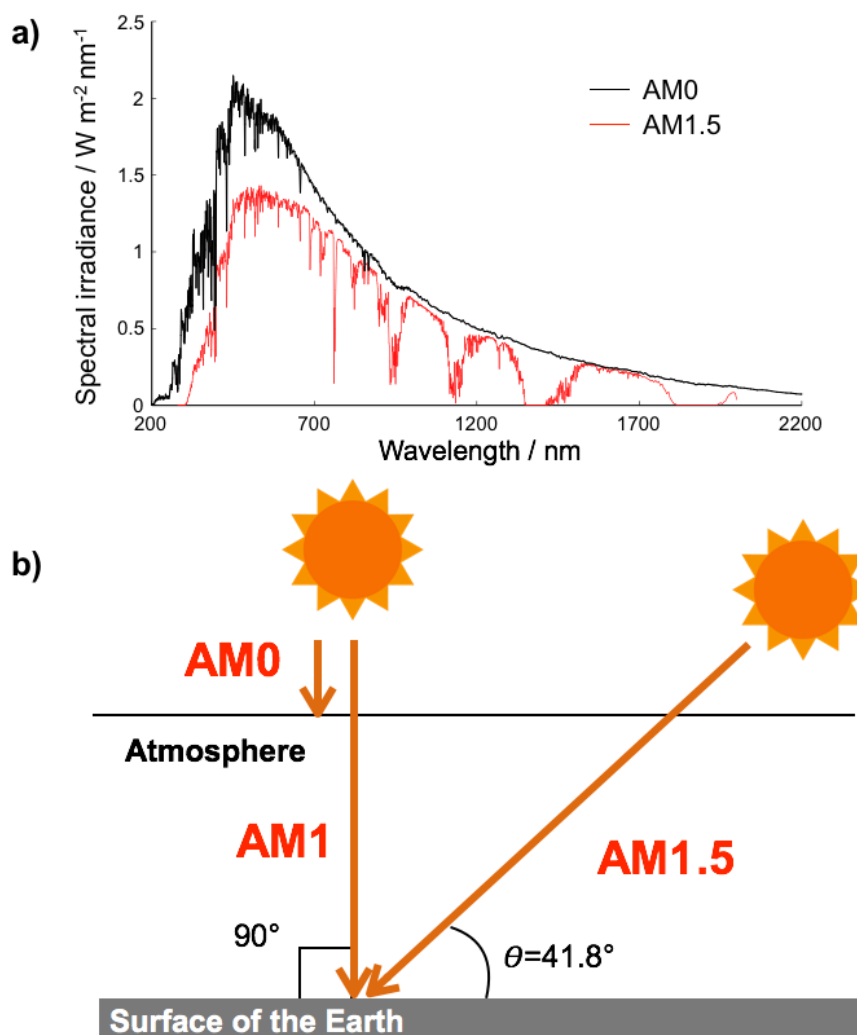 a)
2.5
2
1.5
1
0.5
0
Spectral irradiance / W m⁻² nm⁻¹
AM0
AM1.5
200 700 1200 1700 2200
Wavelength / nm
b)
AM0
Atmosphere
AM1
AM1.5
90°
θ=41.8°
Surface of the Earth